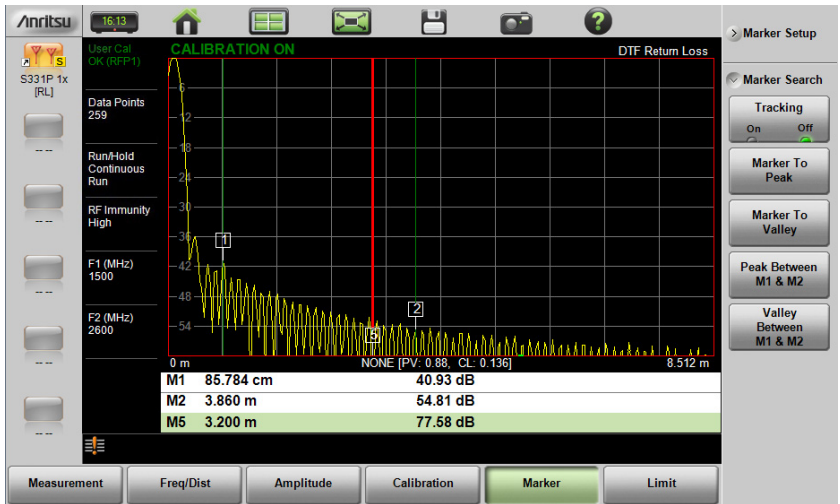 Anritsu
16:13
S331P 1x
[RL]
-- --
-- --
-- --
-- --
-- --
User Cal
OK (RFP1)
Data Points
259
Run/Hold
Continuous
Run
RF Immunity
High
F1 (MHz)
1500
F2 (MHz)
2600
CALIBRATION ON
DTF Return Loss
-6
-12
-18
-24
-30
-36
-42
-48
-54
1
2
5
0 m
NONE [PV: 0.88, CL: 0.136]
8.512 m
M1 85.784 cm 40.93 dB
M2 3.860 m 54.81 dB
M5 3.200 m 77.58 dB
> Marker Setup
Marker Search
Tracking
On Off
Marker To
Peak
Marker To
Valley
Peak Between
M1 & M2
Valley
Between
M1 & M2
Measurement
Freq/Dist
Amplitude
Calibration
Marker
Limit